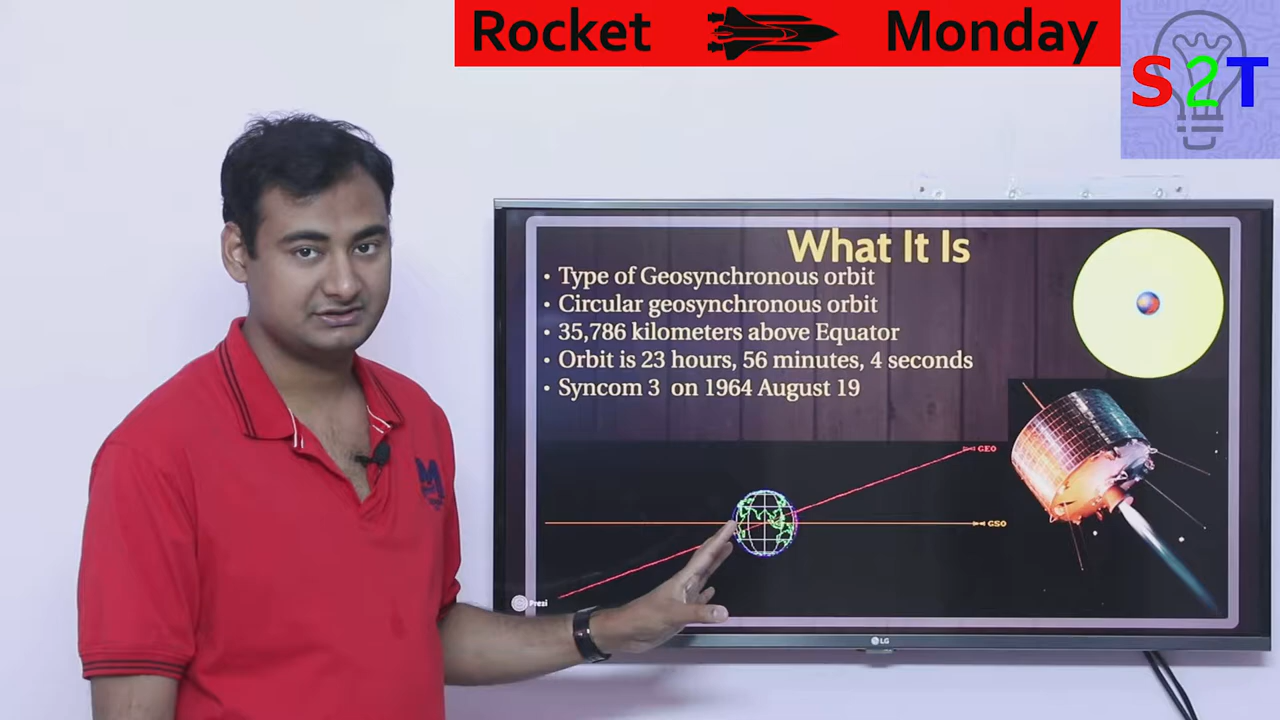 Rocket Monday
S2T
What It Is
• Type of Geosynchronous orbit
• Circular geosynchronous orbit
• 35,786 kilometers above Equator
• Orbit is 23 hours, 56 minutes, 4 seconds
• Syncom 3 on 1964 August 19
GEO
GSO
Prezi
M
LG